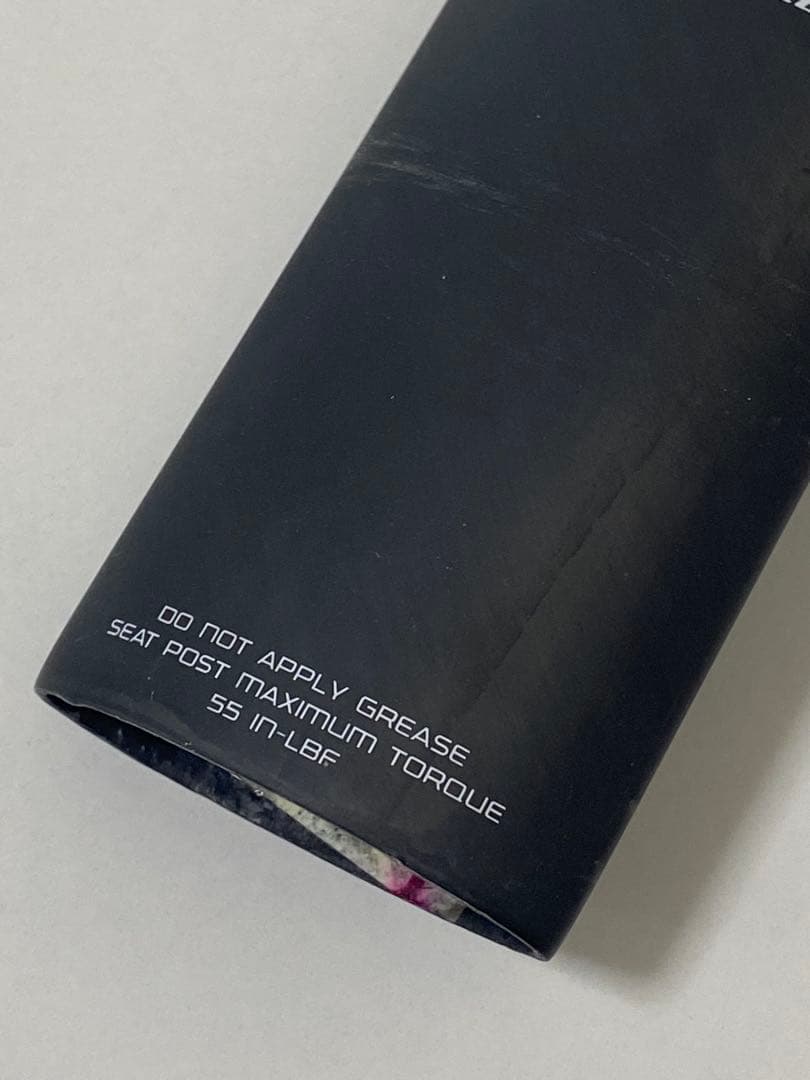 DO NOT APPLY GREASE
SEAT POST MAXIMUM TORQUE
55 IN-LBF